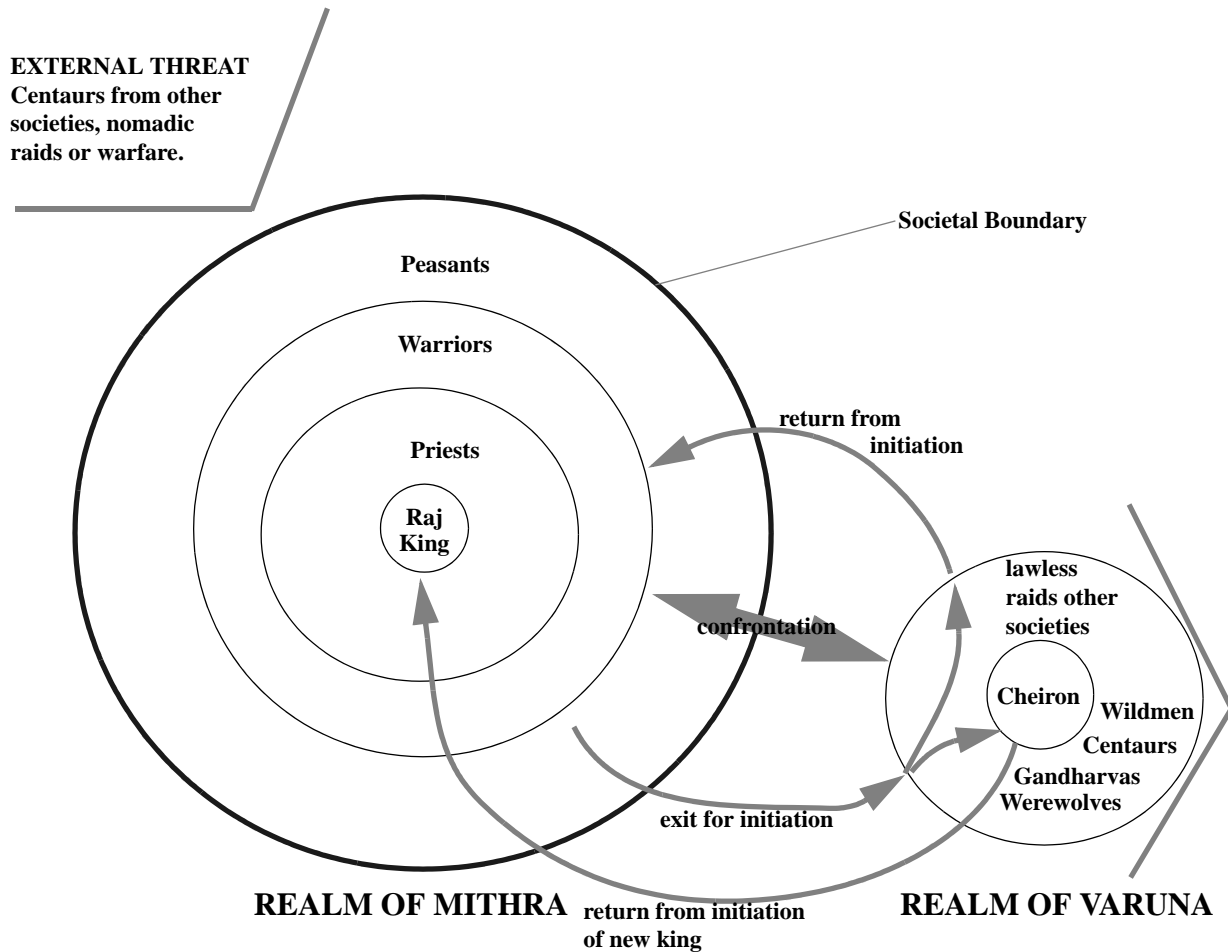 EXTERNAL THREAT
Centaurs from other
societies, nomadic
raids or warfare.
Societal Boundary
Peasants
Warriors
Priests
Raj
King
return from
initiation
confrontation
lawless
raids other
societies
Cheiron
Wildmen
Centaurs
Gandharvas
Werewolves
exit for initiation
REALM OF MITHRA
return from initiation
of new king
REALM OF VARUNA